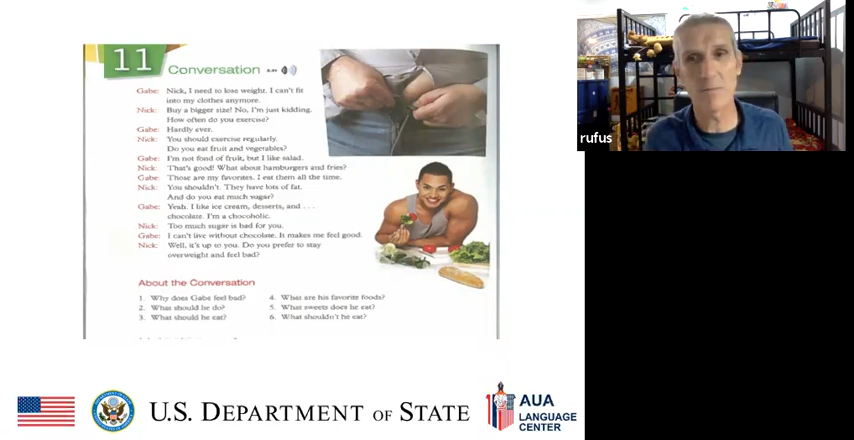 11
Conversation
Gabe: Nick, I need to lose weight. I can't fit
into my clothes anymore.
Nick: Buy a bigger size! No, I'm just kidding.
How often do you exercise?
Gabe: Hardly ever.
Nick: You should exercise regularly.
Do you eat fruit and vegetables?
Gabe: I'm not fond of fruit, but I like salad.
Nick: That's good! What about hamburgers and fries?
Gabe: Those are my favorites. I eat them all the time.
Nick: You shouldn't. They have lots of fat.
And do you eat much sugar?
Gabe: Yeah. I like ice cream, desserts, and . . .
chocolate. I'm a chocoholic.
Nick: Too much sugar is bad for you.
Gabe: I can't live without chocolate. It makes me feel good.
Nick: Well, it's up to you. Do you prefer to stay
overweight and feel bad?
About the Conversation
1. Why does Gabe feel bad?
2. What should he do?
3. What should he eat?
4. What are his favorite foods?
5. What sweets does he eat?
6. What shouldn't he eat?
rufus
U.S. DEPARTMENT OF STATE
AUA
LANGUAGE
CENTER